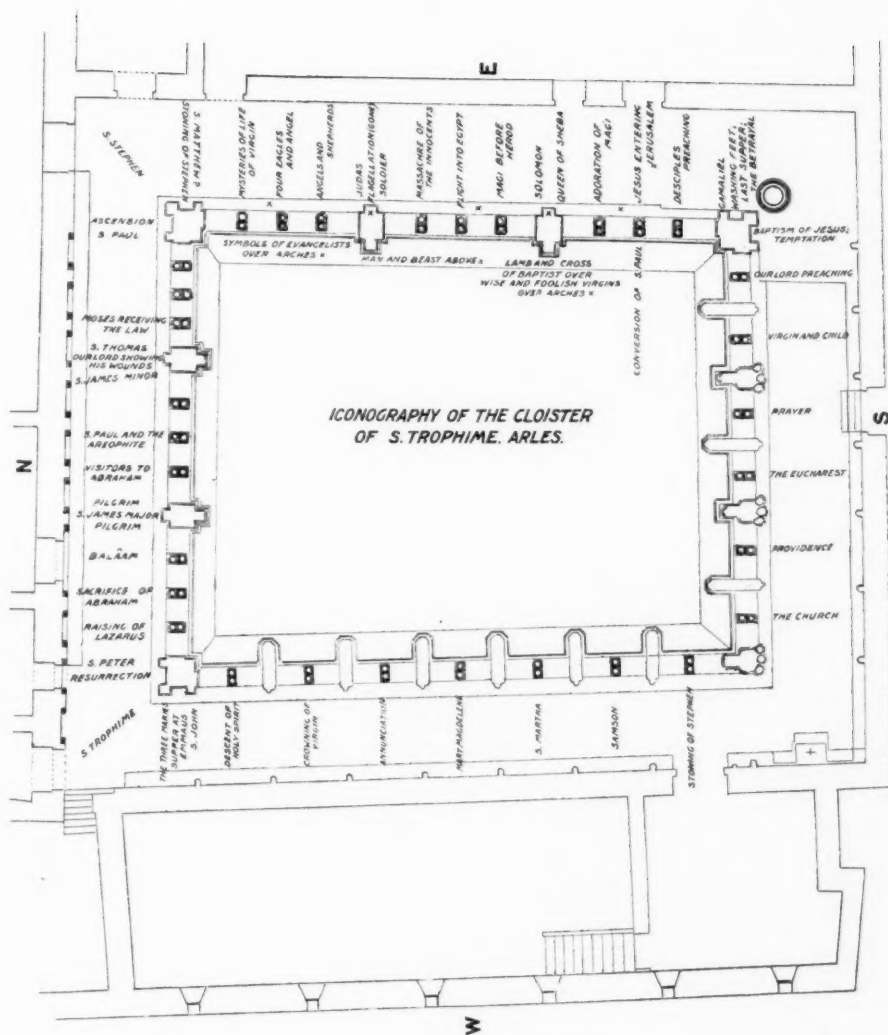 E
S. STEPHEN
STONING OF STEPHEN
S. MATHEW ?
MYSTERIES OF LIFE
OF VIRGIN
FOUR EAGLES
AND ANGEL
ANGELS AND
SHEPHERDS
JUDAS
FLAGELLATION (GONE)
SOLDIER
MASSACHRE OF
THE INNOCENTS
FLIGHT INTO EGYPT
MAGI BEFORE
HEROD
SOLOMON
QUEEN OF SHEBA
ADORATION OF
MAGI
JESUS ENTERING
JERUSALEM
DESCIPLES
PREACHING
GAMALIEL
WASHING FEET,
LAST SUPPER;
THE BETRAYAL
ASCENSION
S. PAUL
SYMBOLS OF EVANGELISTS
OVER ARCHES x
MAN AND BEAST ABOVE x
LAMB AND CROSS
OF BAPTIST OVER
WISE AND FOOLISH VIRGINS
OVER ARCHES x
CONVERSION OF S. PAUL
BAPTISM OF JESUS;
TEMPTATION
OUR LORD PREACHING
MOSES RECEIVING
THE LAW
S. THOMAS
OUR LORD SHOWING
HIS WOUNDS
S. JAMES MINOR
VIRGIN AND CHILD
ICONOGRAPHY OF THE CLOISTER
OF S. TROPHIME. ARLES.
PRAYER
S
N
S. PAUL AND THE
AREOPHITE
VISITORS TO
ABRAHAM
THE EUCHAREST
PILGRIM
S. JAMES MAJOR
PILGRIM
BALÂAM
PROVIDENCE
SACRIFICE OF
ABRAHAM
RAISING OF
LAZARUS
THE CHURCH
S. PETER
RESURRECTION
S. TROPHIME
THE THREE MARYS
SUPPER AT
EMMAUS
S. JOHN
DESCENT OF
HOLY SPIRIT
CROWNING OF
VIRGIN
ANNUNCIATION
MARY MAGDELENE
S. MARTHA
SAMSON
STONING OF STEPHEN
W